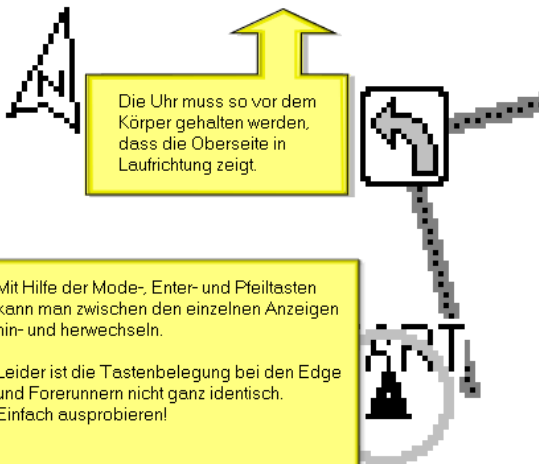 N
Die Uhr muss so vor dem
Körper gehalten werden,
dass die Oberseite in
Laufrichtung zeigt.
Mit Hilfe der Mode-, Enter- und Pfeiltasten
kann man zwischen den einzelnen Anzeigen
hin- und herwechseln.
Leider ist die Tastenbelegung bei den Edge
und Forerunnern nicht ganz identisch.
Einfach ausprobieren!